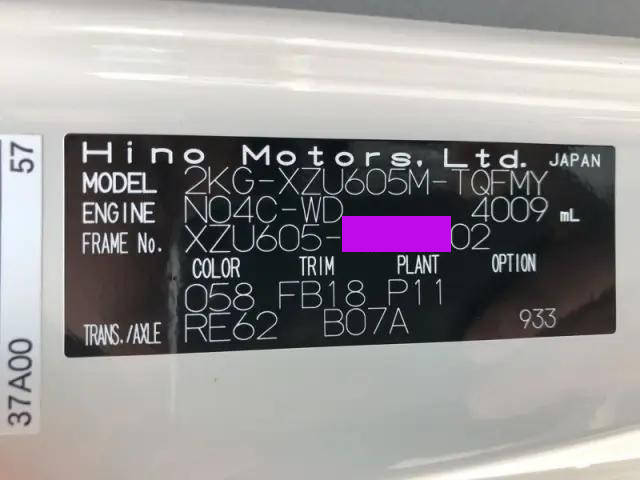 Hino Motors, Ltd. JAPAN
MODEL 2KG-XZU605M-TQFMY
ENGINE N04C-WD 4009 mL
FRAME No. XZU605- 02
COLOR TRIM PLANT OPTION
058 FB18 P11
TRANS./AXLE RE62 B07A 933
57
37A00